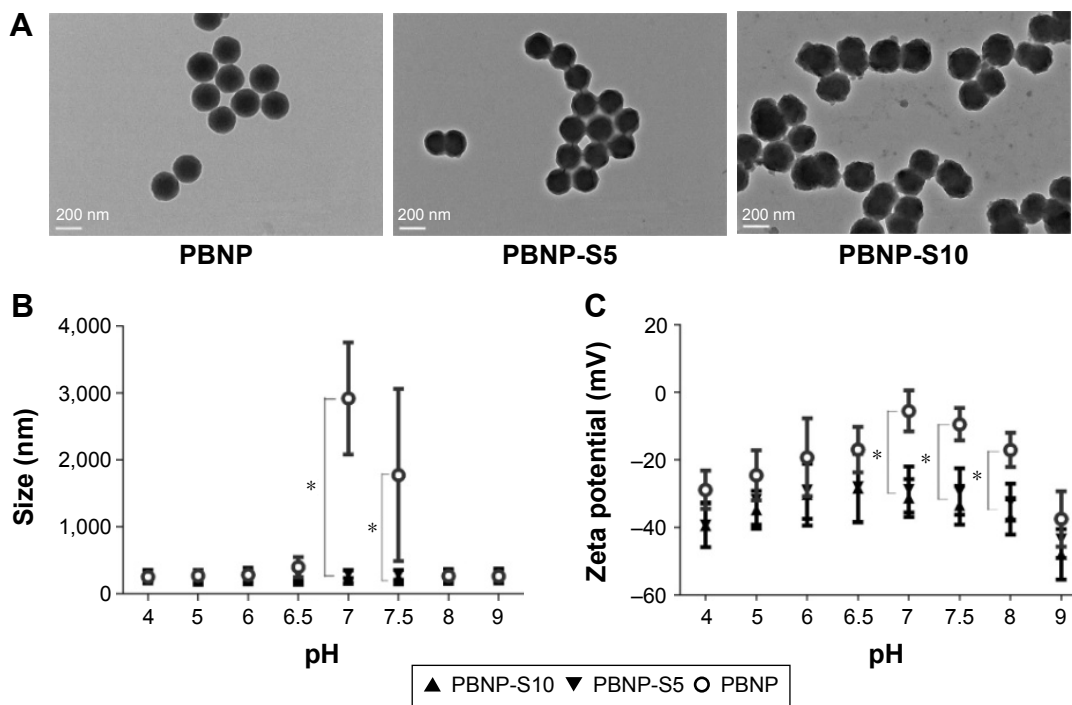 A
200 nm
200 nm
200 nm
PBNP
PBNP-S5
PBNP-S10
B
Size (nm)
4,000
3,000
2,000
1,000
0
*
*
4 5 6 6.5 7 7.5 8 9
pH
C
Zeta potential (mV)
20
0
–20
–40
–60
*
*
*
4 5 6 6.5 7 7.5 8 9
pH
PBNP-S10 PBNP-S5 PBNP